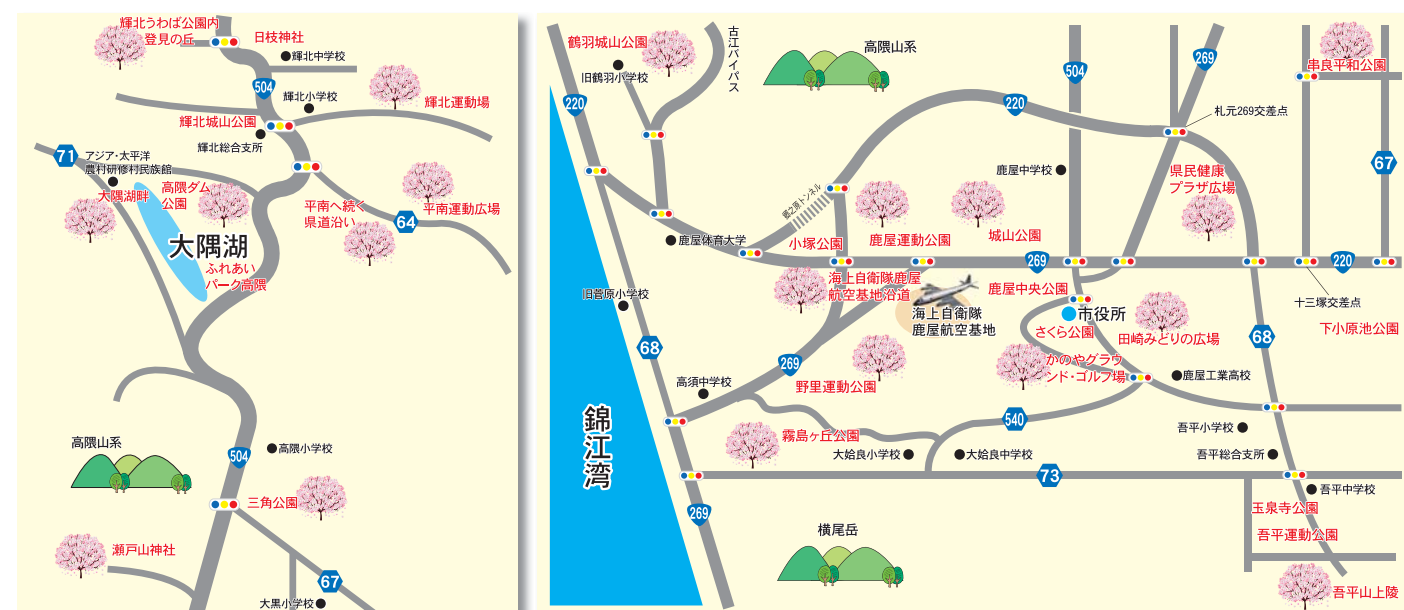 輝北うわば公園内
登見の丘
日枝神社
輝北中学校
504
輝北小学校
輝北運動場
輝北城山公園
輝北総合支所
71
アジア・太平洋
農村研修村民族館
大隅湖畔
高隈ダム
公園
平南へ続く
県道沿い
平南運動広場
64
大隅湖
ふれあい
パーク高隈
高隈山系
504
高隈小学校
三角公園
瀬戸山神社
67
大黒小学校
鶴羽城山公園
旧鶴羽小学校
古江バイパス
220
高隈山系
504
269
串良平和公園
220
札元269交差点
67
鹿屋中学校
県民健康
プラザ広場
鹿屋体育大学
小塚公園
鹿屋運動公園
城山公園
269
220
海上自衛隊鹿屋
航空基地沿道
鹿屋中央公園
旧菅原小学校
海上自衛隊
鹿屋航空基地
市役所
十三塚交差点
さくら公園
田崎みどりの広場
下小原池公園
68
68
269
かのやグラウ
ンド・ゴルフ場
高須中学校
野里運動公園
鹿屋工業高校
錦江湾
540
霧島ヶ丘公園
吾平小学校
大姶良小学校
大姶良中学校
吾平総合支所
73
吾平中学校
玉泉寺公園
269
横尾岳
吾平運動公園
吾平山上陵